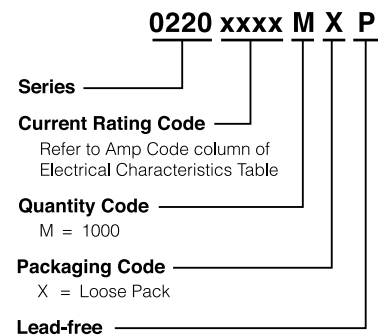 0220 xxxx M X P
Series
Current Rating Code
Refer to Amp Code column of
Electrical Characteristics Table
Quantity Code
M = 1000
Packaging Code
X = Loose Pack
Lead-free